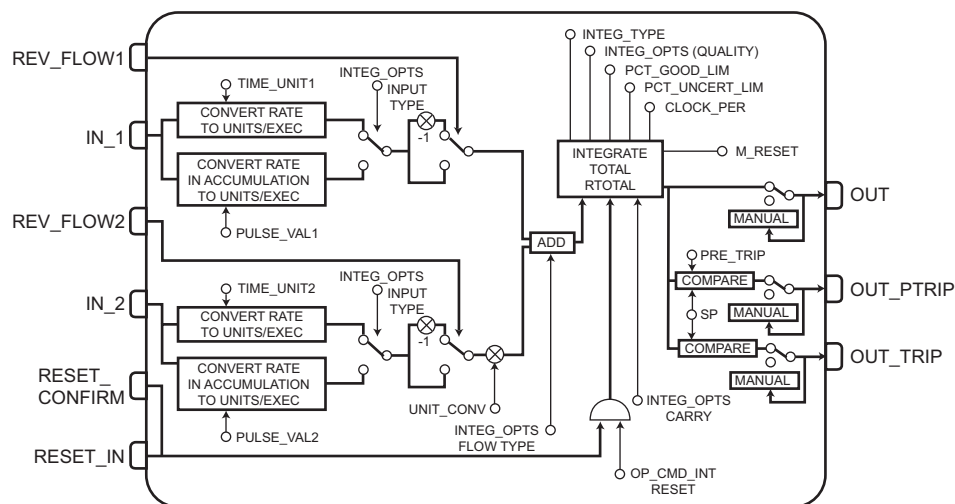 REV_FLOW1
IN_1
REV_FLOW2
IN_2
RESET_
CONFIRM
RESET_IN
TIME_UNIT1
CONVERT RATE
TO UNITS/EXEC
CONVERT RATE
IN ACCUMULATION
TO UNITS/EXEC
PULSE_VAL1
INTEG_OPTS
INPUT
TYPE
-1
TIME_UNIT2
CONVERT RATE
TO UNITS/EXEC
CONVERT RATE
IN ACCUMULATION
TO UNITS/EXEC
PULSE_VAL2
INTEG_OPTS
INPUT
TYPE
-1
UNIT_CONV
ADD
INTEG_OPTS
FLOW TYPE
INTEG_TYPE
INTEG_OPTS (QUALITY)
PCT_GOOD_LIM
PCT_UNCERT_LIM
CLOCK_PER
INTEGRATE
TOTAL
RTOTAL
M_RESET
INTEG_OPTS
CARRY
OP_CMD_INT
RESET
MANUAL
PRE_TRIP
COMPARE
MANUAL
SP
COMPARE
MANUAL
OUT
OUT_PTRIP
OUT_TRIP